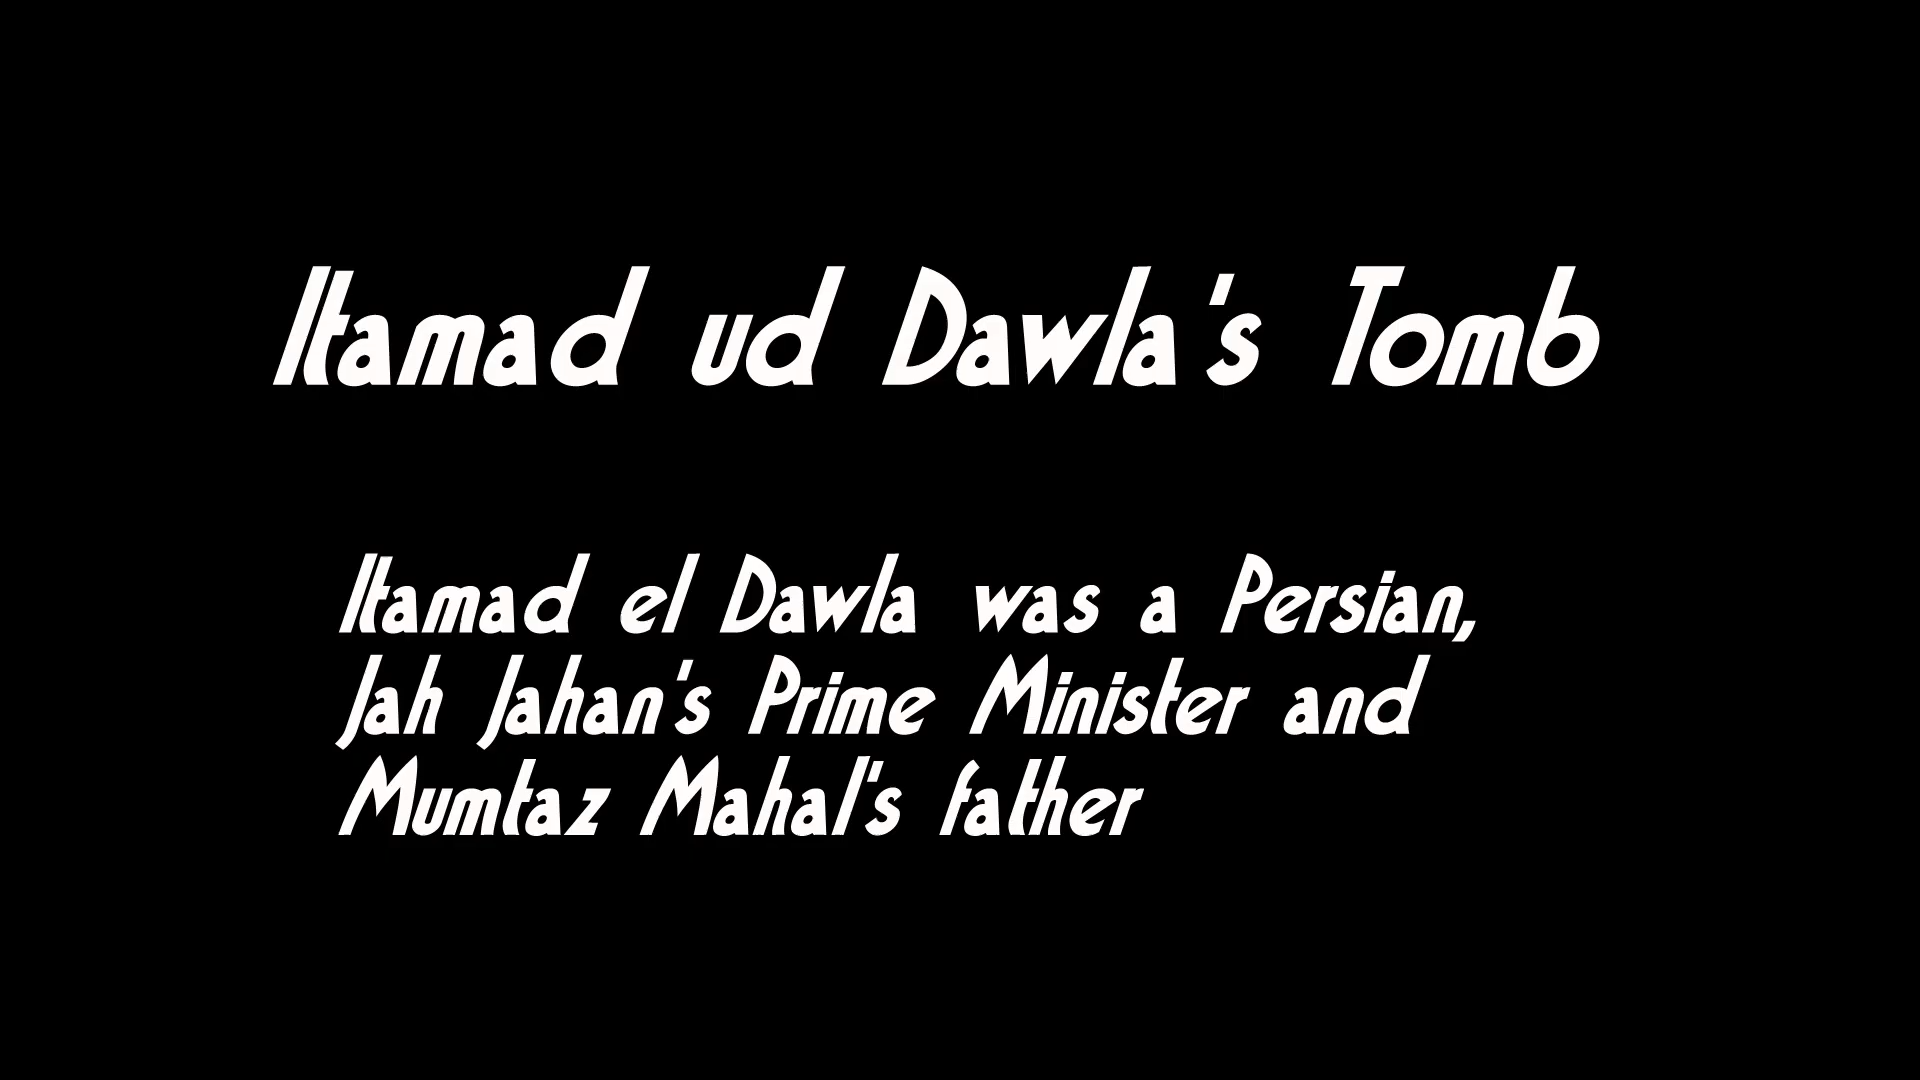 Itamad ud Dawla's Tomb
Itamad el Dawla was a Persian,
Jah Jahan's Prime Minister and
Mumtaz Mahal's father